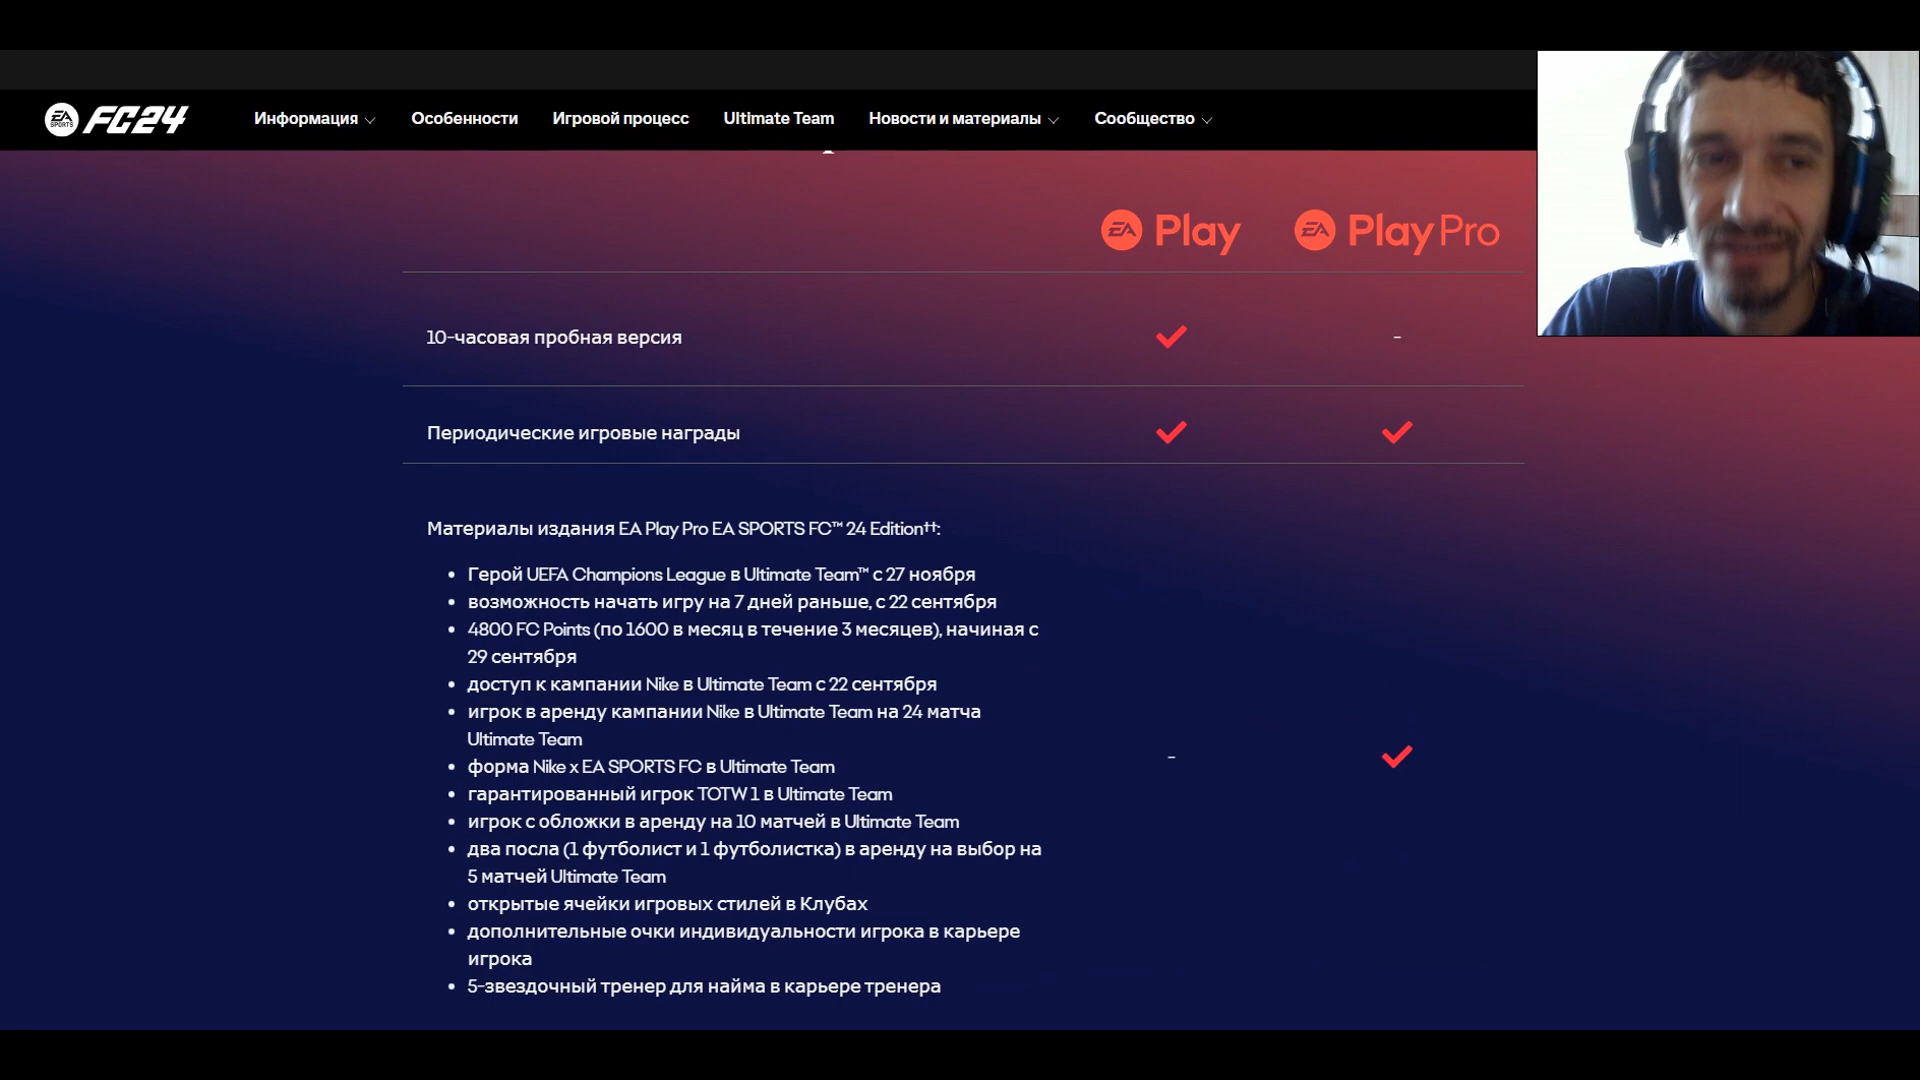 EA SPORTS FC24
Информация
Особенности
Игровой процесс
Ultimate Team
Новости и материалы
Сообщество
EA Play
EA Play Pro
10-часовая пробная версия
-
Периодические игровые награды
Материалы издания EA Play Pro EA SPORTS FC™ 24 Edition††:
• Герой UEFA Champions League в Ultimate Team™ с 27 ноября
• возможность начать игру на 7 дней раньше, с 22 сентября
• 4800 FC Points (по 1600 в месяц в течение 3 месяцев), начиная с
29 сентября
• доступ к кампании Nike в Ultimate Team с 22 сентября
• игрок в аренду кампании Nike в Ultimate Team на 24 матча
Ultimate Team
• форма Nike x EA SPORTS FC в Ultimate Team
• гарантированный игрок TOTW 1 в Ultimate Team
• игрок с обложки в аренду на 10 матчей в Ultimate Team
• два посла (1 футболист и 1 футболистка) в аренду на выбор на
5 матчей Ultimate Team
• открытые ячейки игровых стилей в Клубах
• дополнительные очки индивидуальности игрока в карьере
игрока
• 5-звездочный тренер для найма в карьере тренера
-